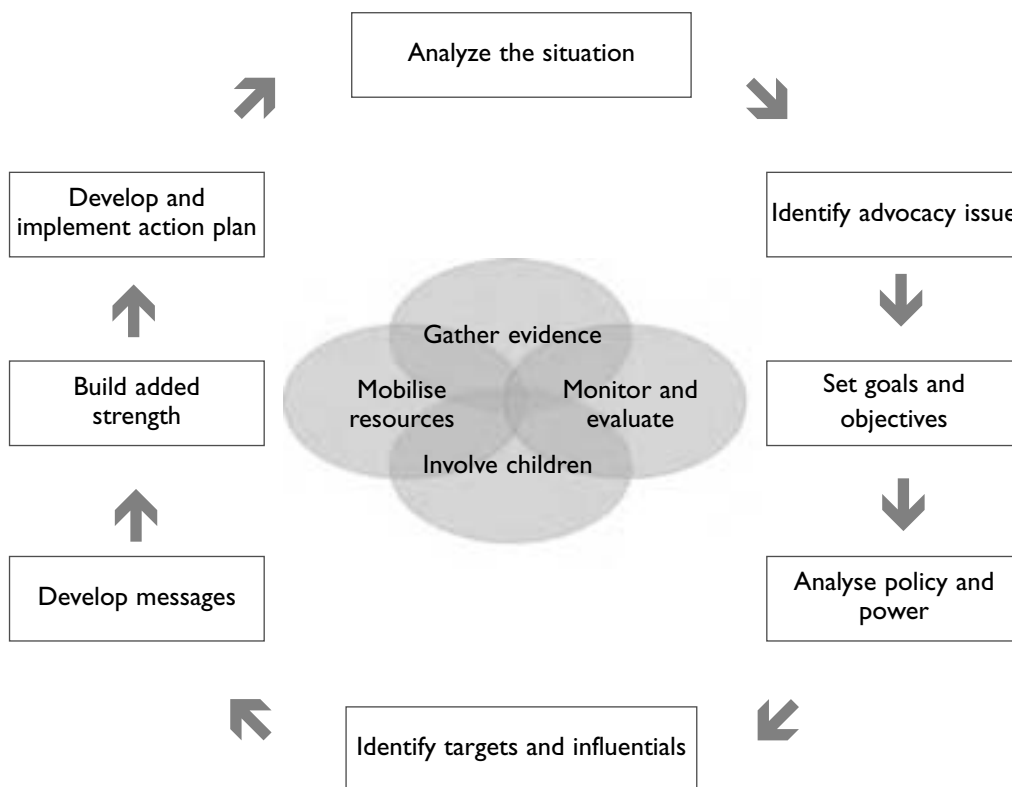 Analyze the situation
Identify advocacy issue
Set goals and
objectives
Analyse policy and
power
Identify targets and influentials
Develop messages
Build added
strength
Develop and
implement action plan
Gather evidence
Mobilise
resources
Monitor and
evaluate
Involve children